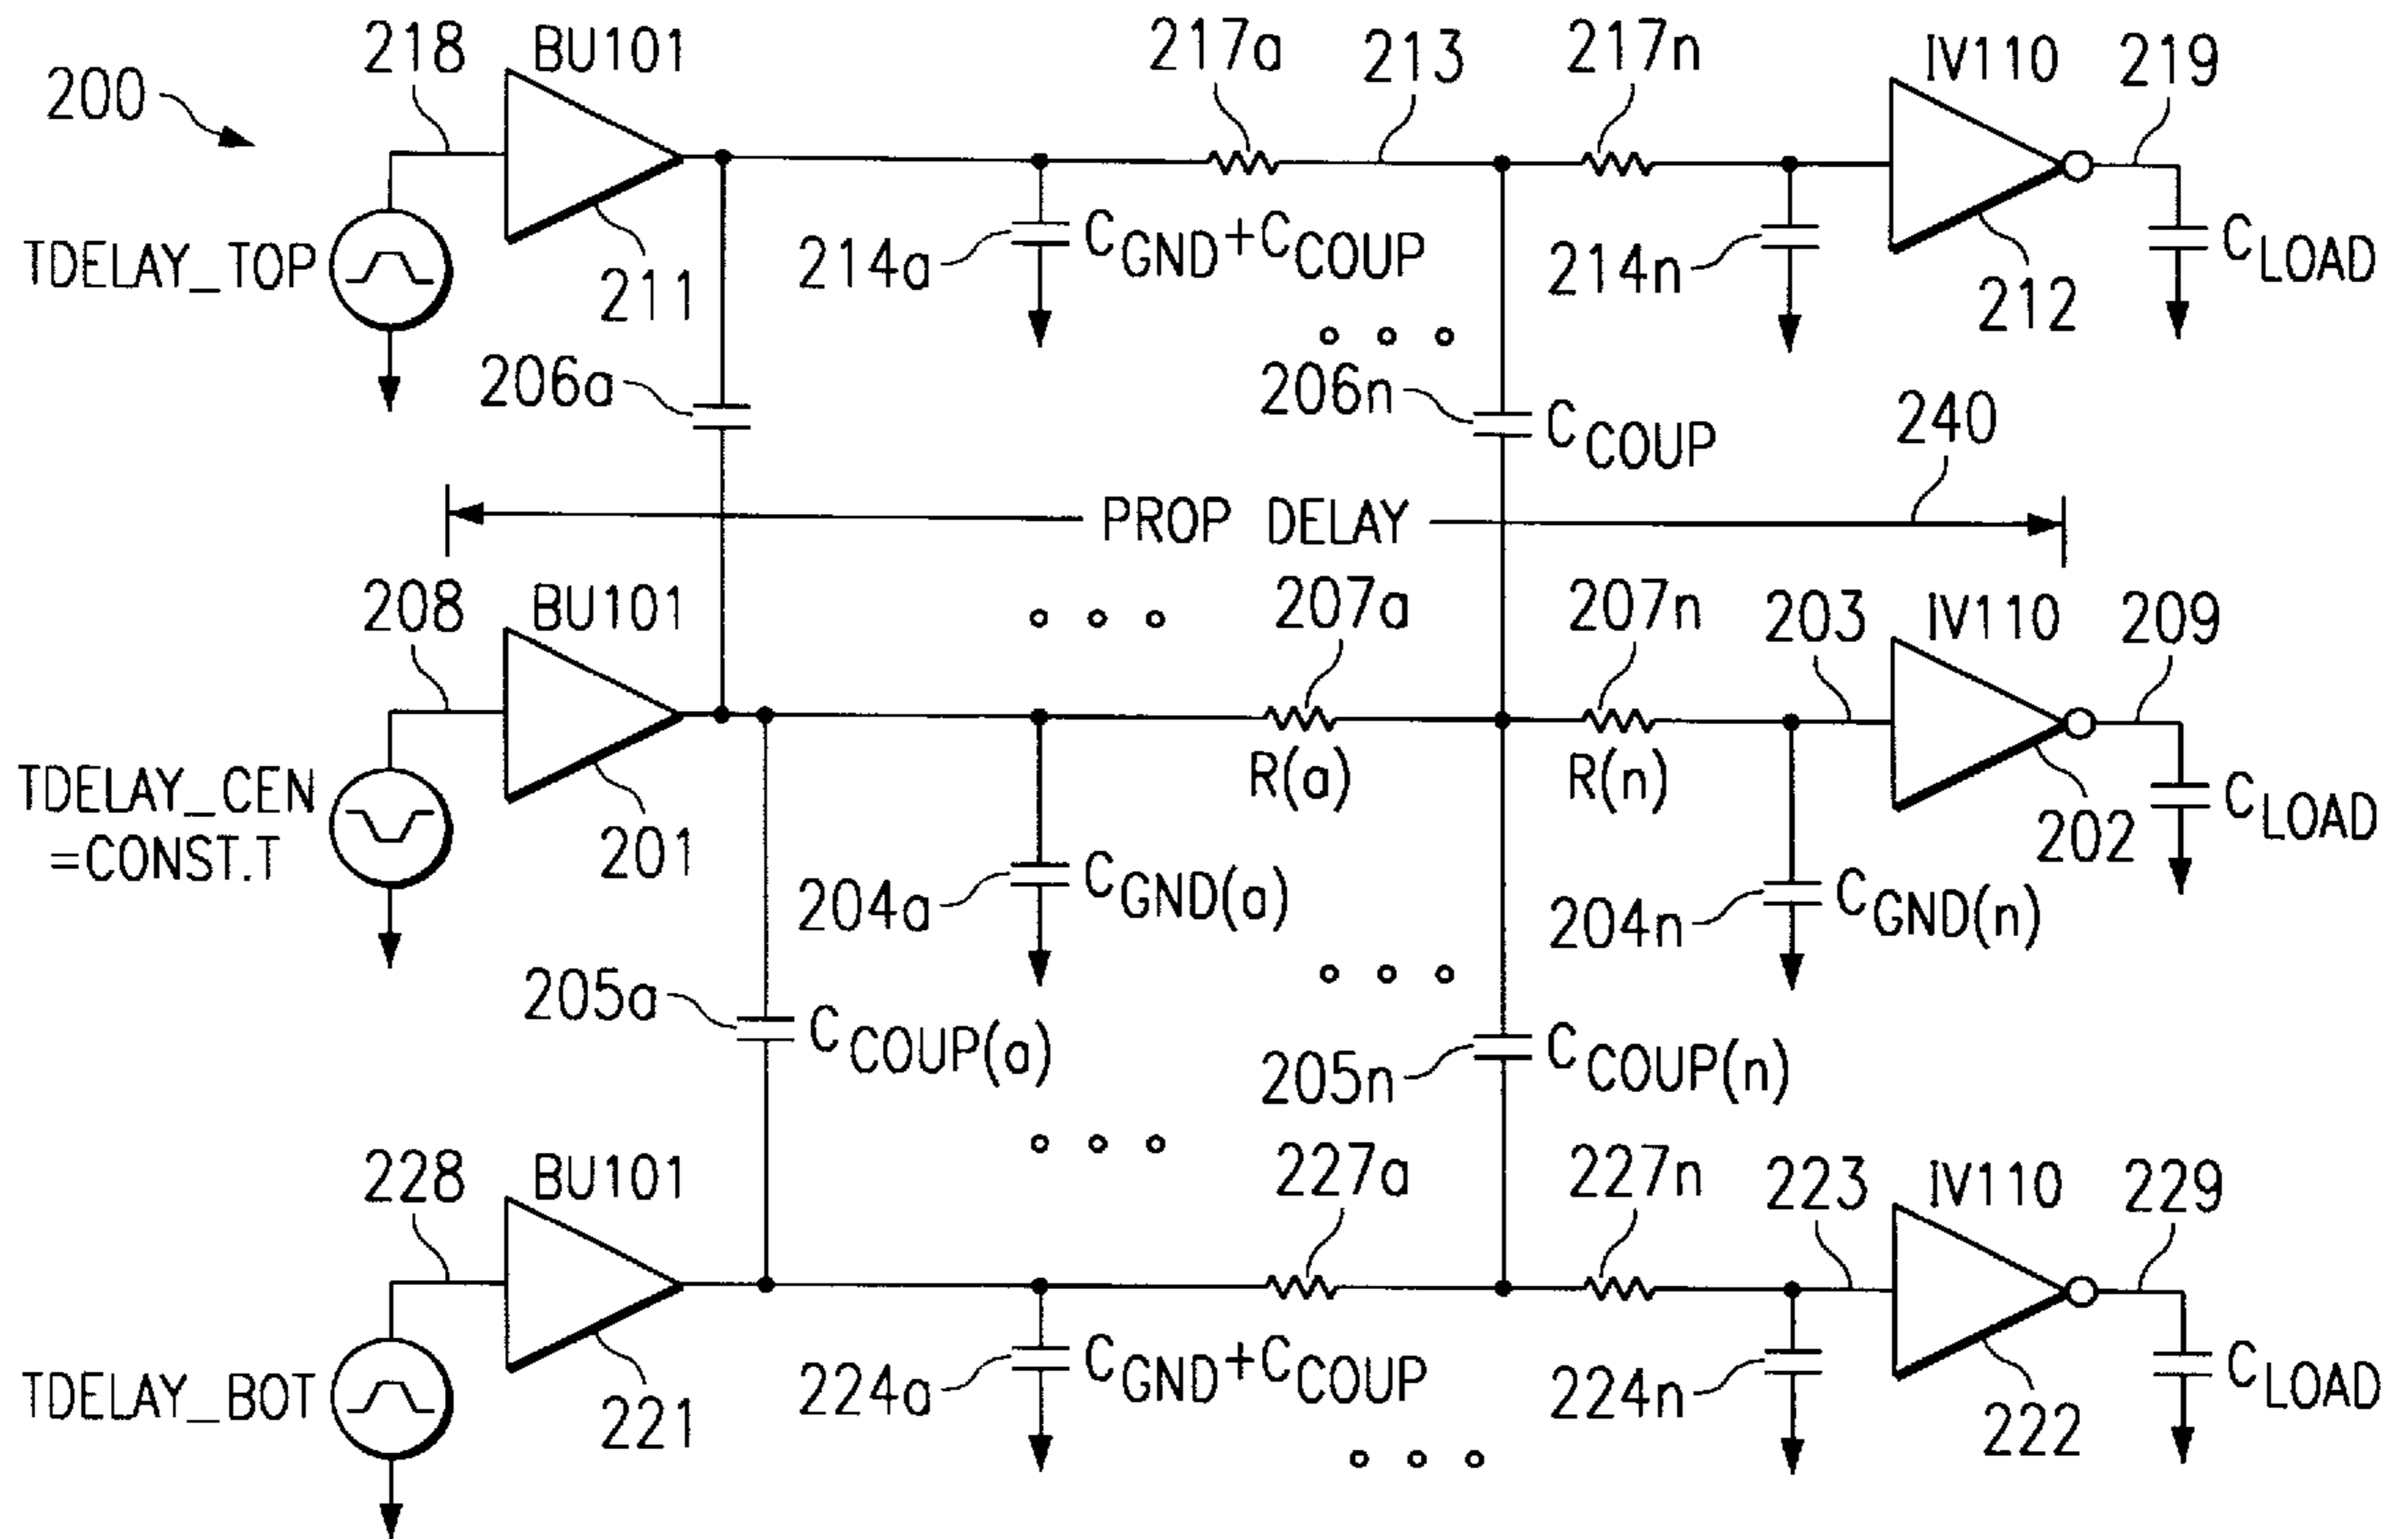 218 BU101 217a 213 217n IV110 219
200
TDELAY_TOP 211 214a CGND+CCOUP 214n 212 CLOAD
206a 206n CCOUP 240
PROP DELAY
208 BU101 207a 207n 203 IV110 209
TDELAY_CEN
=CONST.T
201 R(a) R(n) 202 CLOAD
204a CGND(a) 204n CGND(n)
205a CCOUP(a) 205n CCOUP(n)
228 BU101 227a 227n 223 IV110 229
TDELAY_BOT 221 224a CGND+CCOUP 224n 222 CLOAD